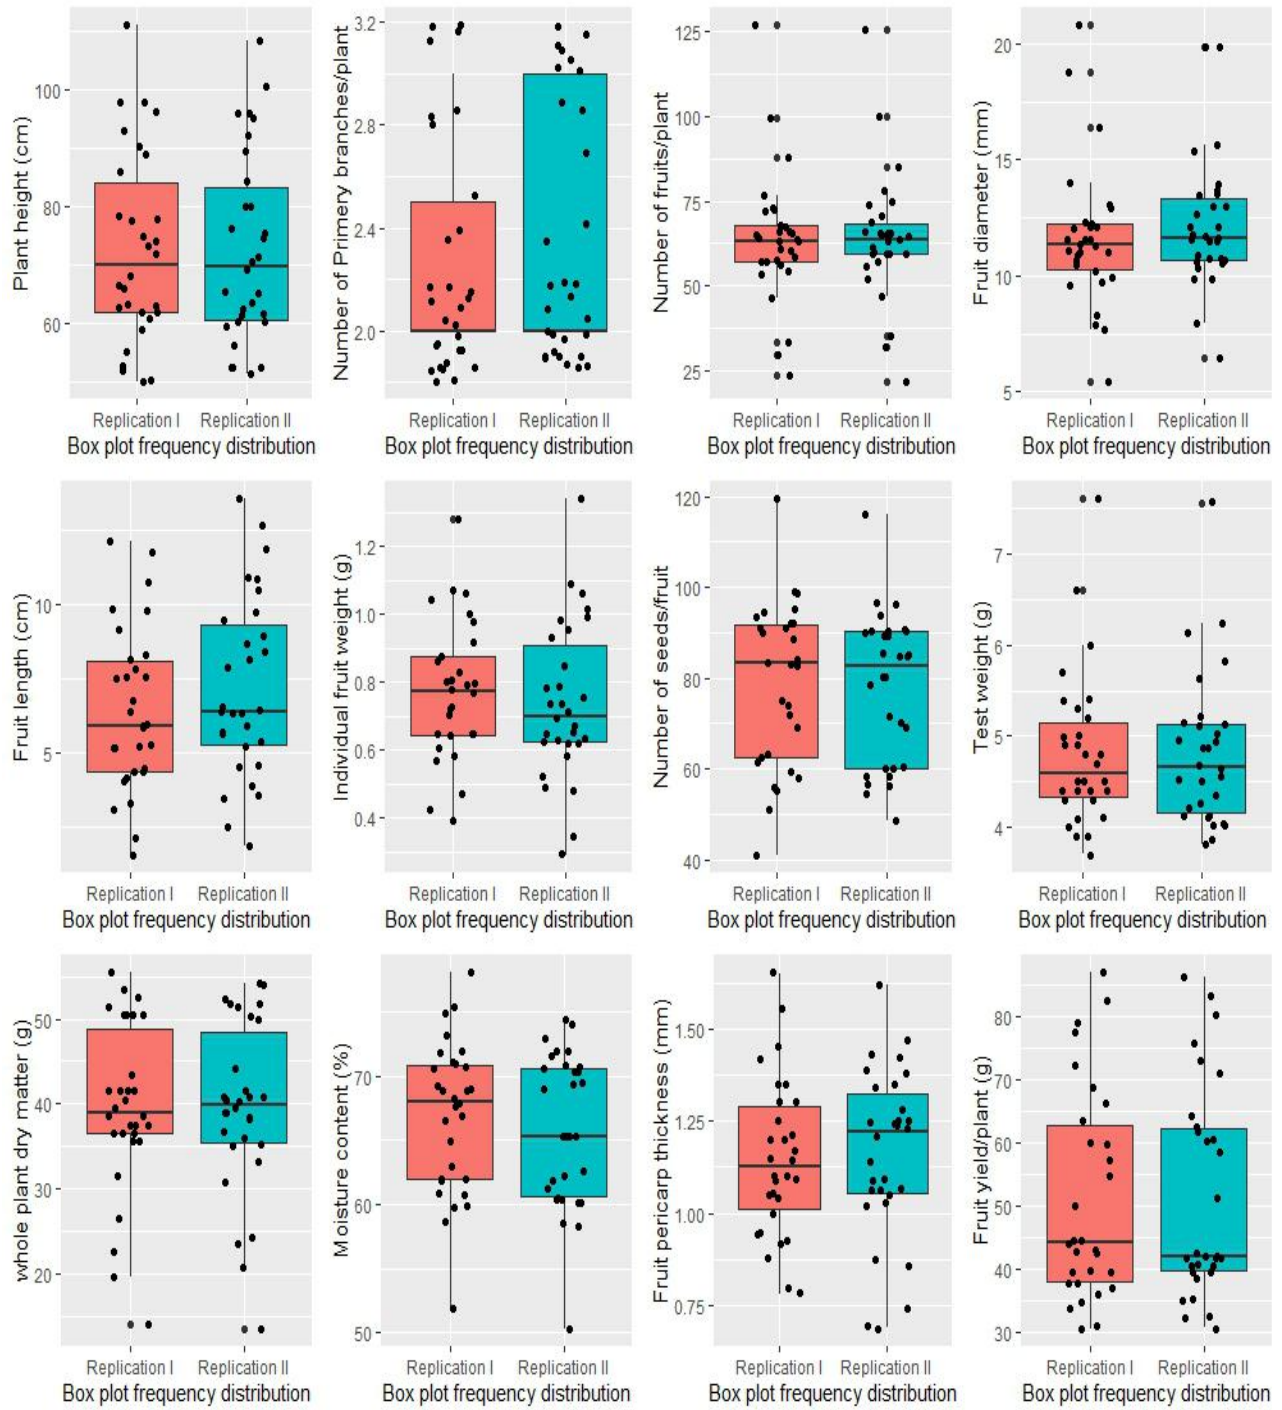 Plant height (cm)
100
80
60
Replication I Replication II
Box plot frequency distribution
Number of Primery branches/plant
3.2
2.8
2.4
2.0
Replication I Replication II
Box plot frequency distribution
Number of fruits/plant
125
100
75
50
25
Replication I Replication II
Box plot frequency distribution
Fruit diameter (mm)
20
15
10
5
Replication I Replication II
Box plot frequency distribution
Fruit length (cm)
10
5
Replication I Replication II
Box plot frequency distribution
Individual fruit weight (g)
1.2
1.0
0.8
0.6
0.4
Replication I Replication II
Box plot frequency distribution
Number of seeds/fruit
120
100
80
60
40
Replication I Replication II
Box plot frequency distribution
Test weight (g)
7
6
5
4
Replication I Replication II
Box plot frequency distribution
whole plant dry matter (g)
50
40
30
20
Replication I Replication II
Box plot frequency distribution
Moisture content (%)
70
60
50
Replication I Replication II
Box plot frequency distribution
Fruit pericarp thickness (mm)
1.50
1.25
1.00
0.75
Replication I Replication II
Box plot frequency distribution
Fruit yield/plant (g)
80
70
60
50
40
30
Replication I Replication II
Box plot frequency distribution